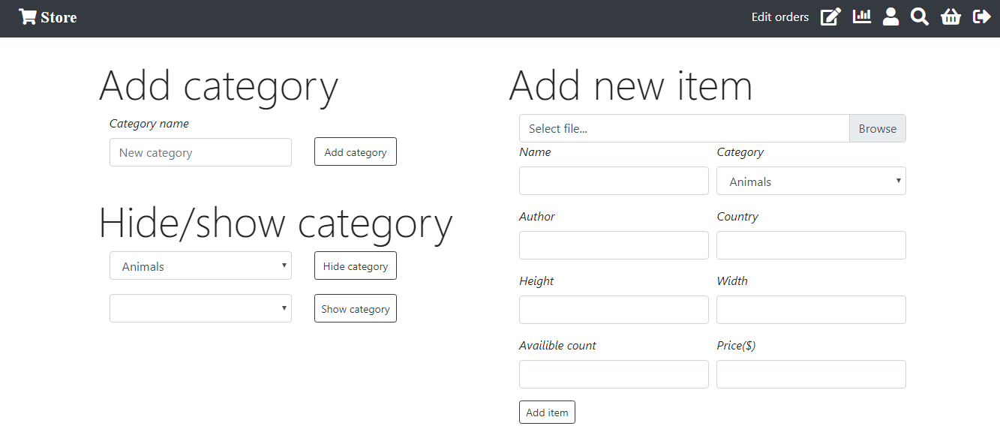 Store
Edit orders
Add category
Category name
New category
Add category
Hide/show category
Animals
Hide category
Show category
Add new item
Select file...
Browse
Name
Category
Animals
Author
Country
Height
Width
Availible count
Price($)
Add item